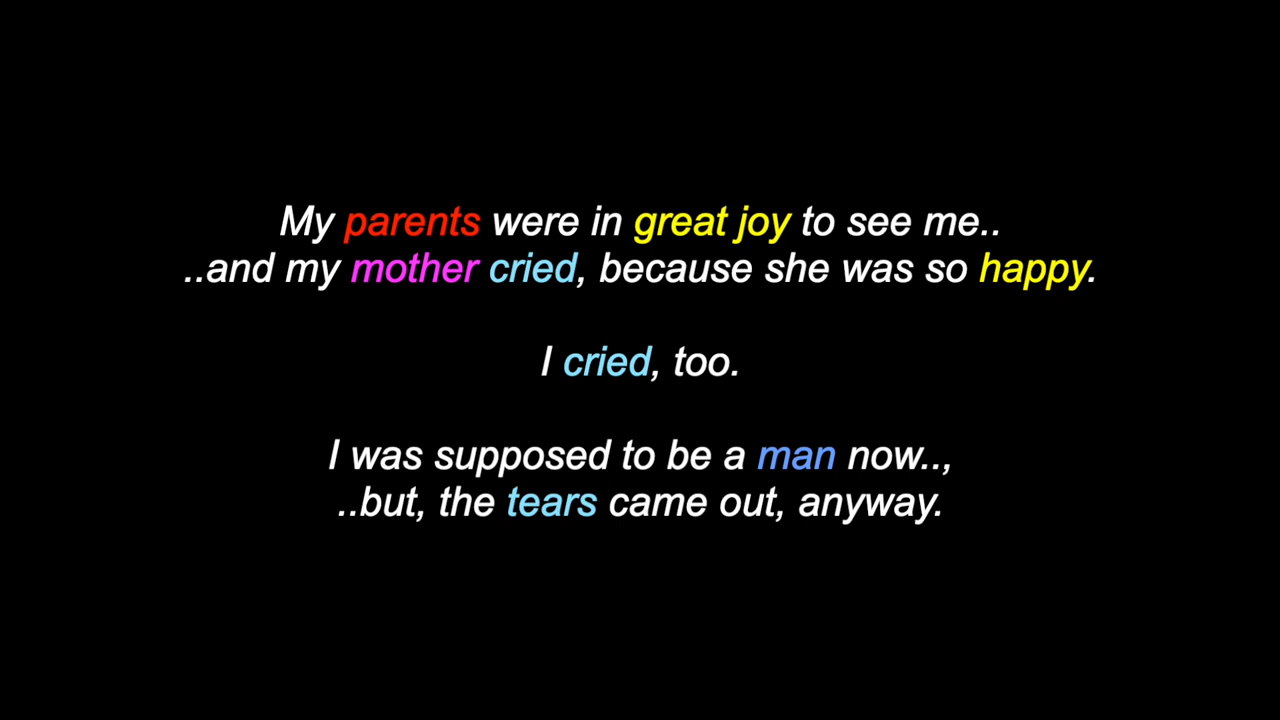 My parents were in great joy to see me..
..and my mother cried, because she was so happy.
I cried, too.
I was supposed to be a man now..,
..but, the tears came out, anyway.